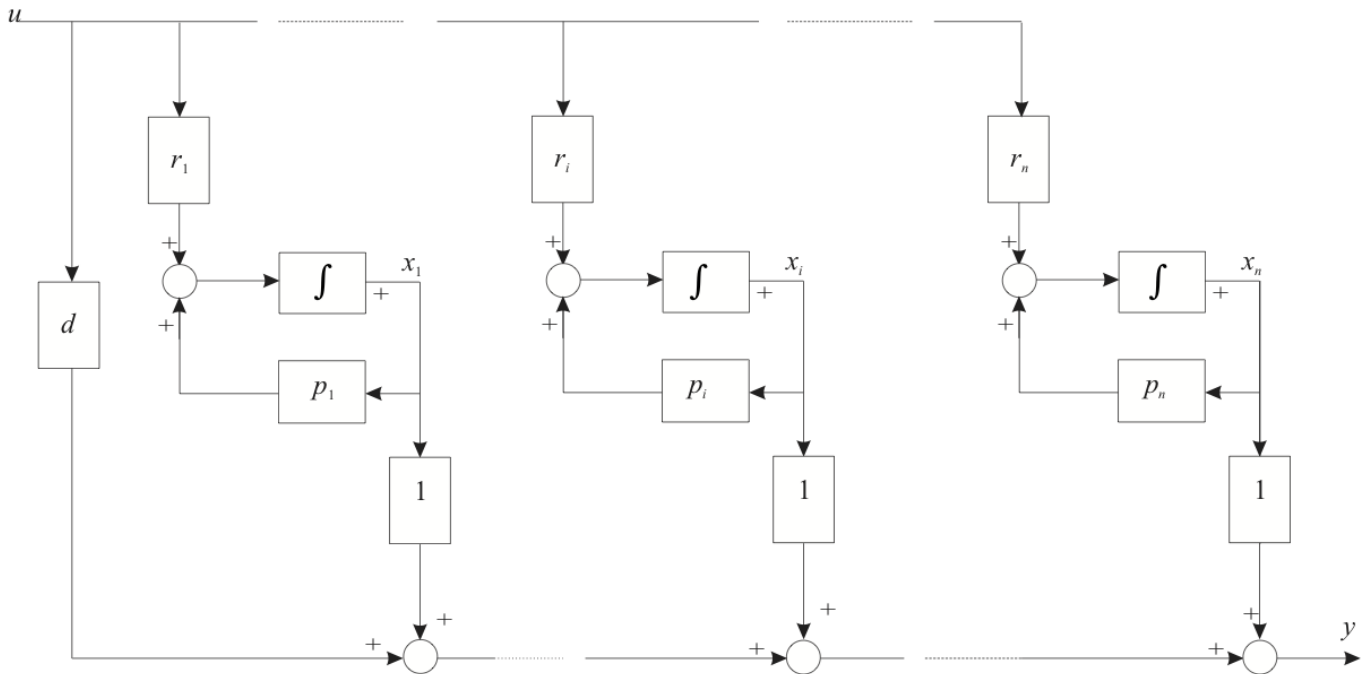 u
r₁ rᵢ rₙ
+ + +
∫ x₁ ∫ xᵢ ∫ xₙ
+ + +
d + + +
p₁ pᵢ pₙ
1 1 1
+ + +
+ + + y